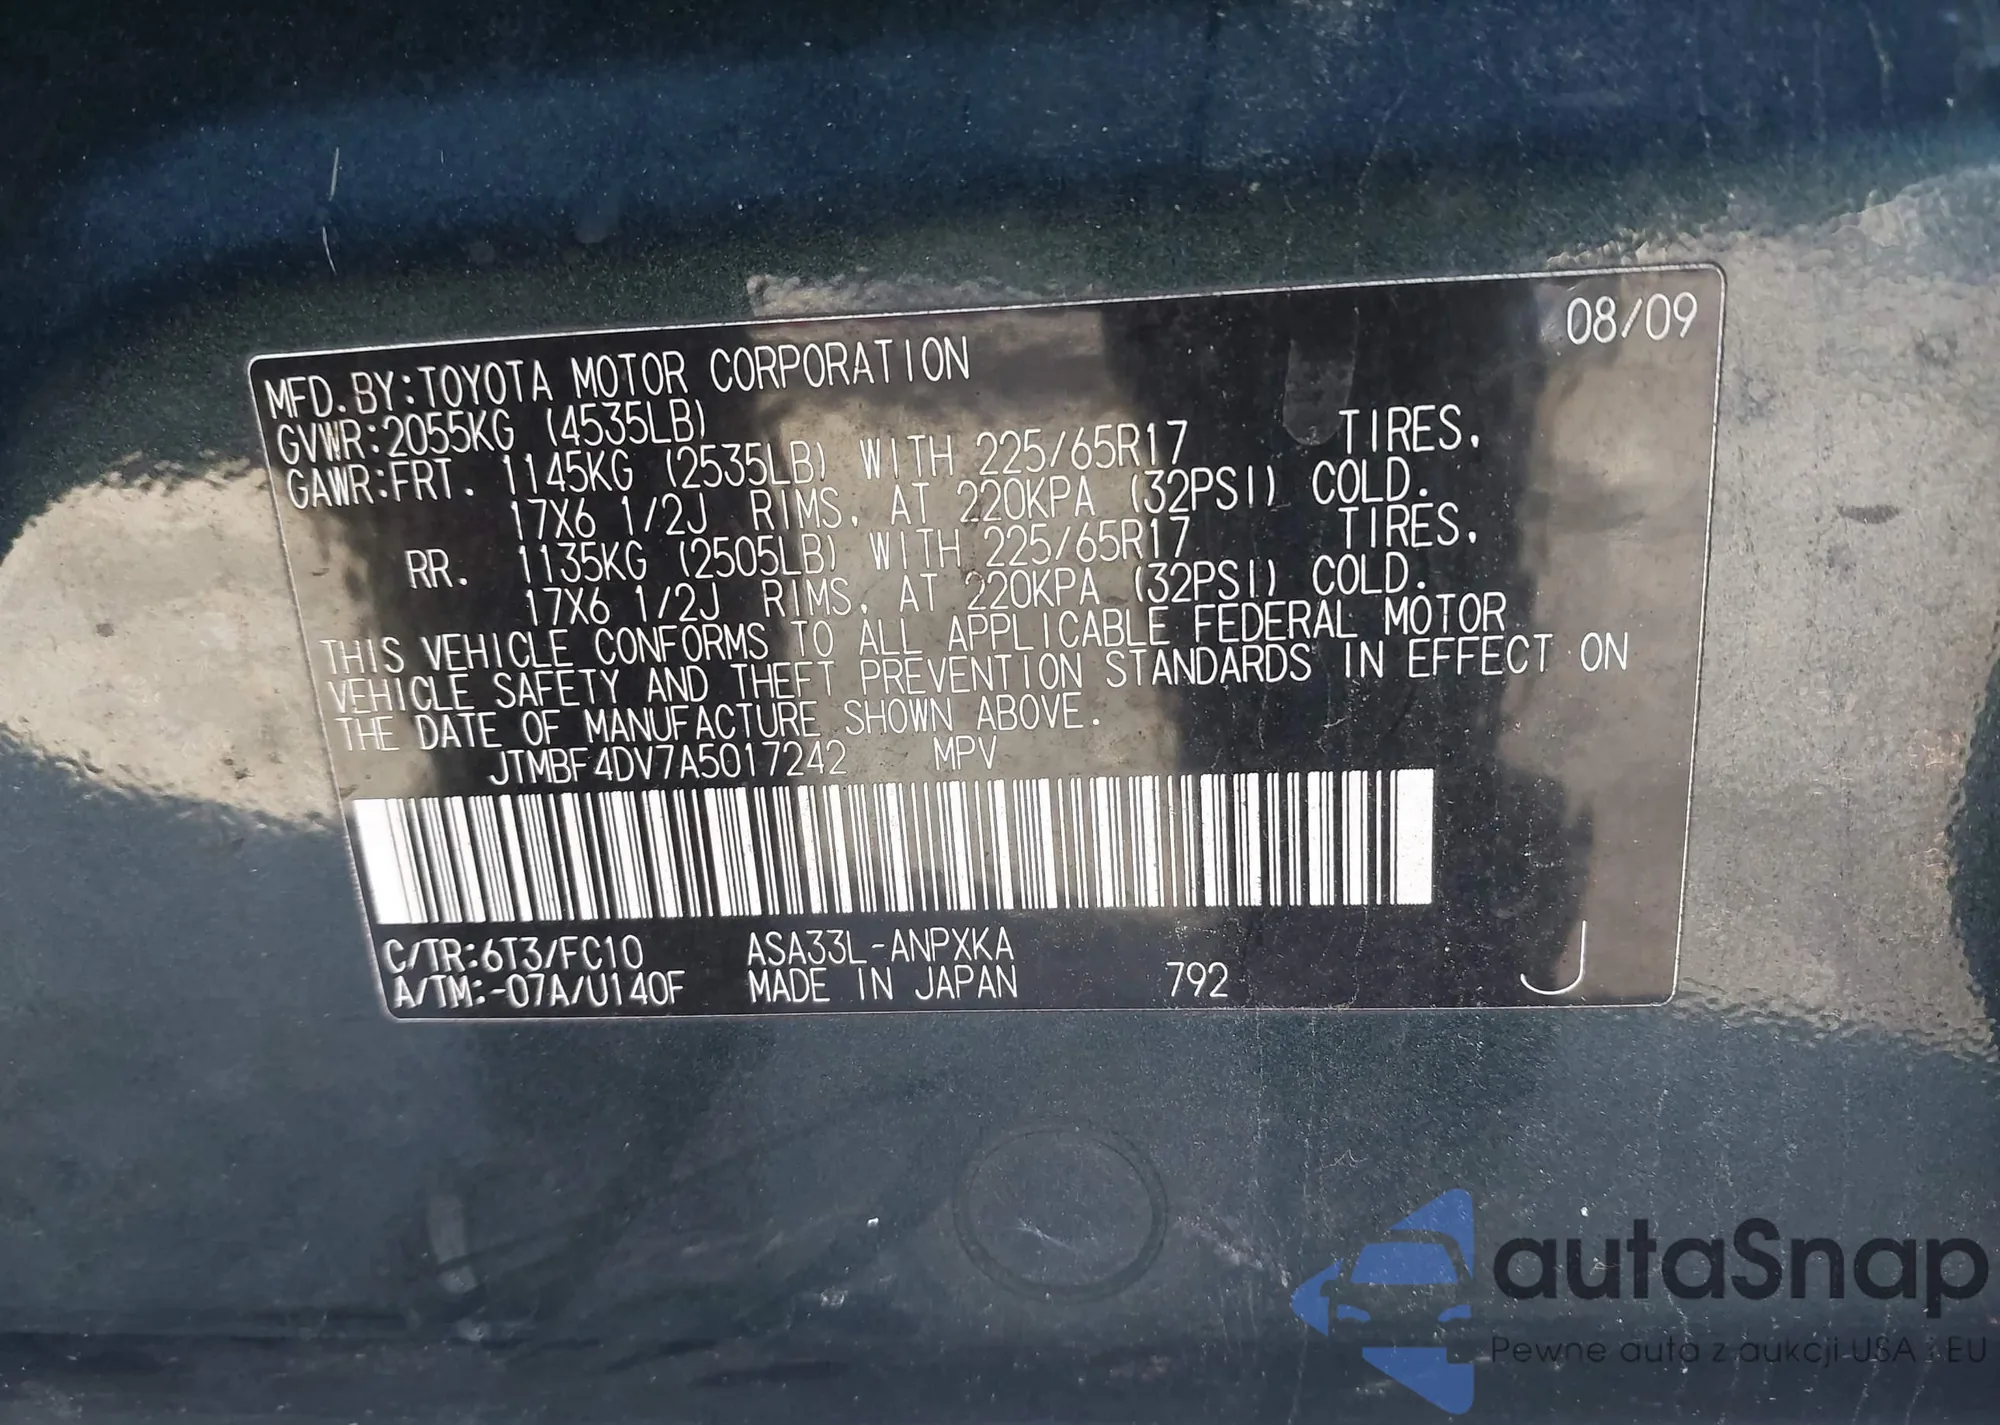 08/09
MFD. BY:TOYOTA MOTOR CORPORATION
GVWR:2055KG (4535LB)
GAWR:FRT. 1145KG (2535LB) WITH 225/65R17 TIRES,
17X6 1/2J RIMS, AT 220KPA (32PSI) COLD.
RR. 1135KG (2505LB) WITH 225/65R17 TIRES,
17X6 1/2J RIMS, AT 220KPA (32PSI) COLD.
THIS VEHICLE CONFORMS TO ALL APPLICABLE FEDERAL MOTOR
VEHICLE SAFETY AND THEFT PREVENTION STANDARDS IN EFFECT ON
THE DATE OF MANUFACTURE SHOWN ABOVE.
JTMBF4DV7A5017242 MPV
C/TR:6T3/FC10 ASA33L-ANPXKA
A/TM:-07A/U140F MADE IN JAPAN 792 J
autaSnap
Pewne auta z aukcji USA i EU